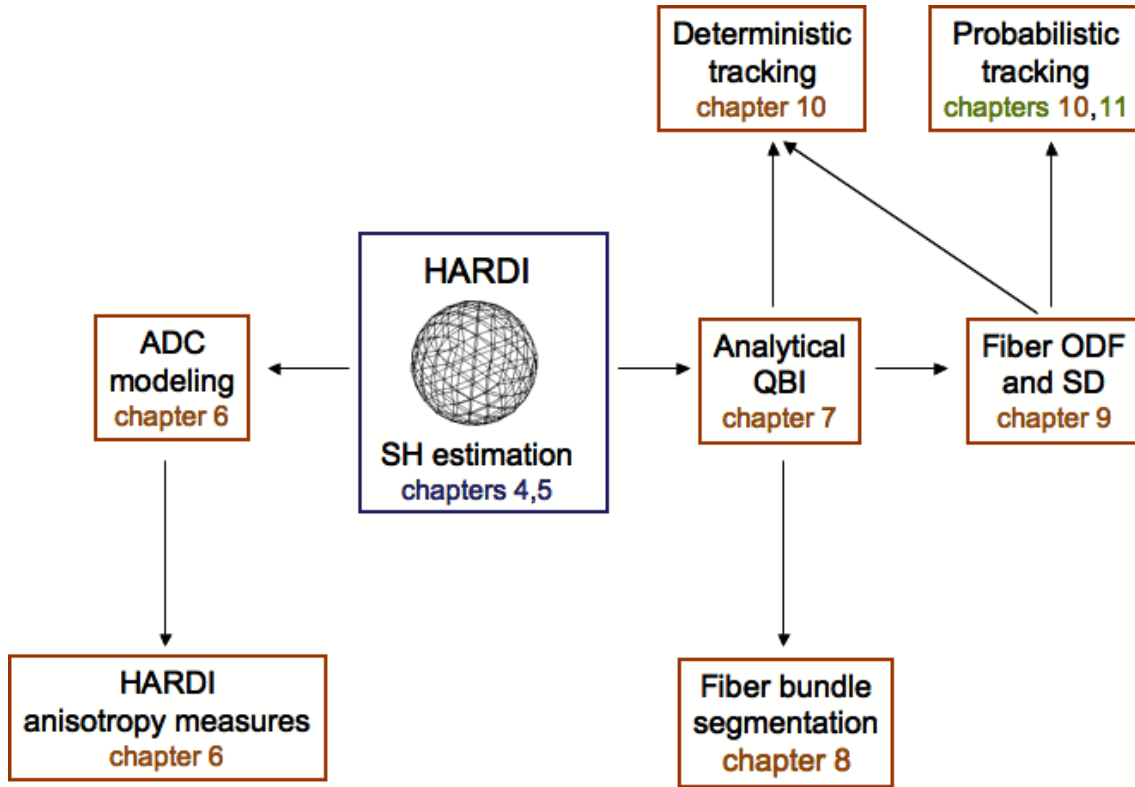 Deterministic
tracking
chapter 10
Probabilistic
tracking
chapters 10,11
HARDI
SH estimation
chapters 4,5
ADC
modeling
chapter 6
Analytical
QBI
chapter 7
Fiber ODF
and SD
chapter 9
HARDI
anisotropy measures
chapter 6
Fiber bundle
segmentation
chapter 8